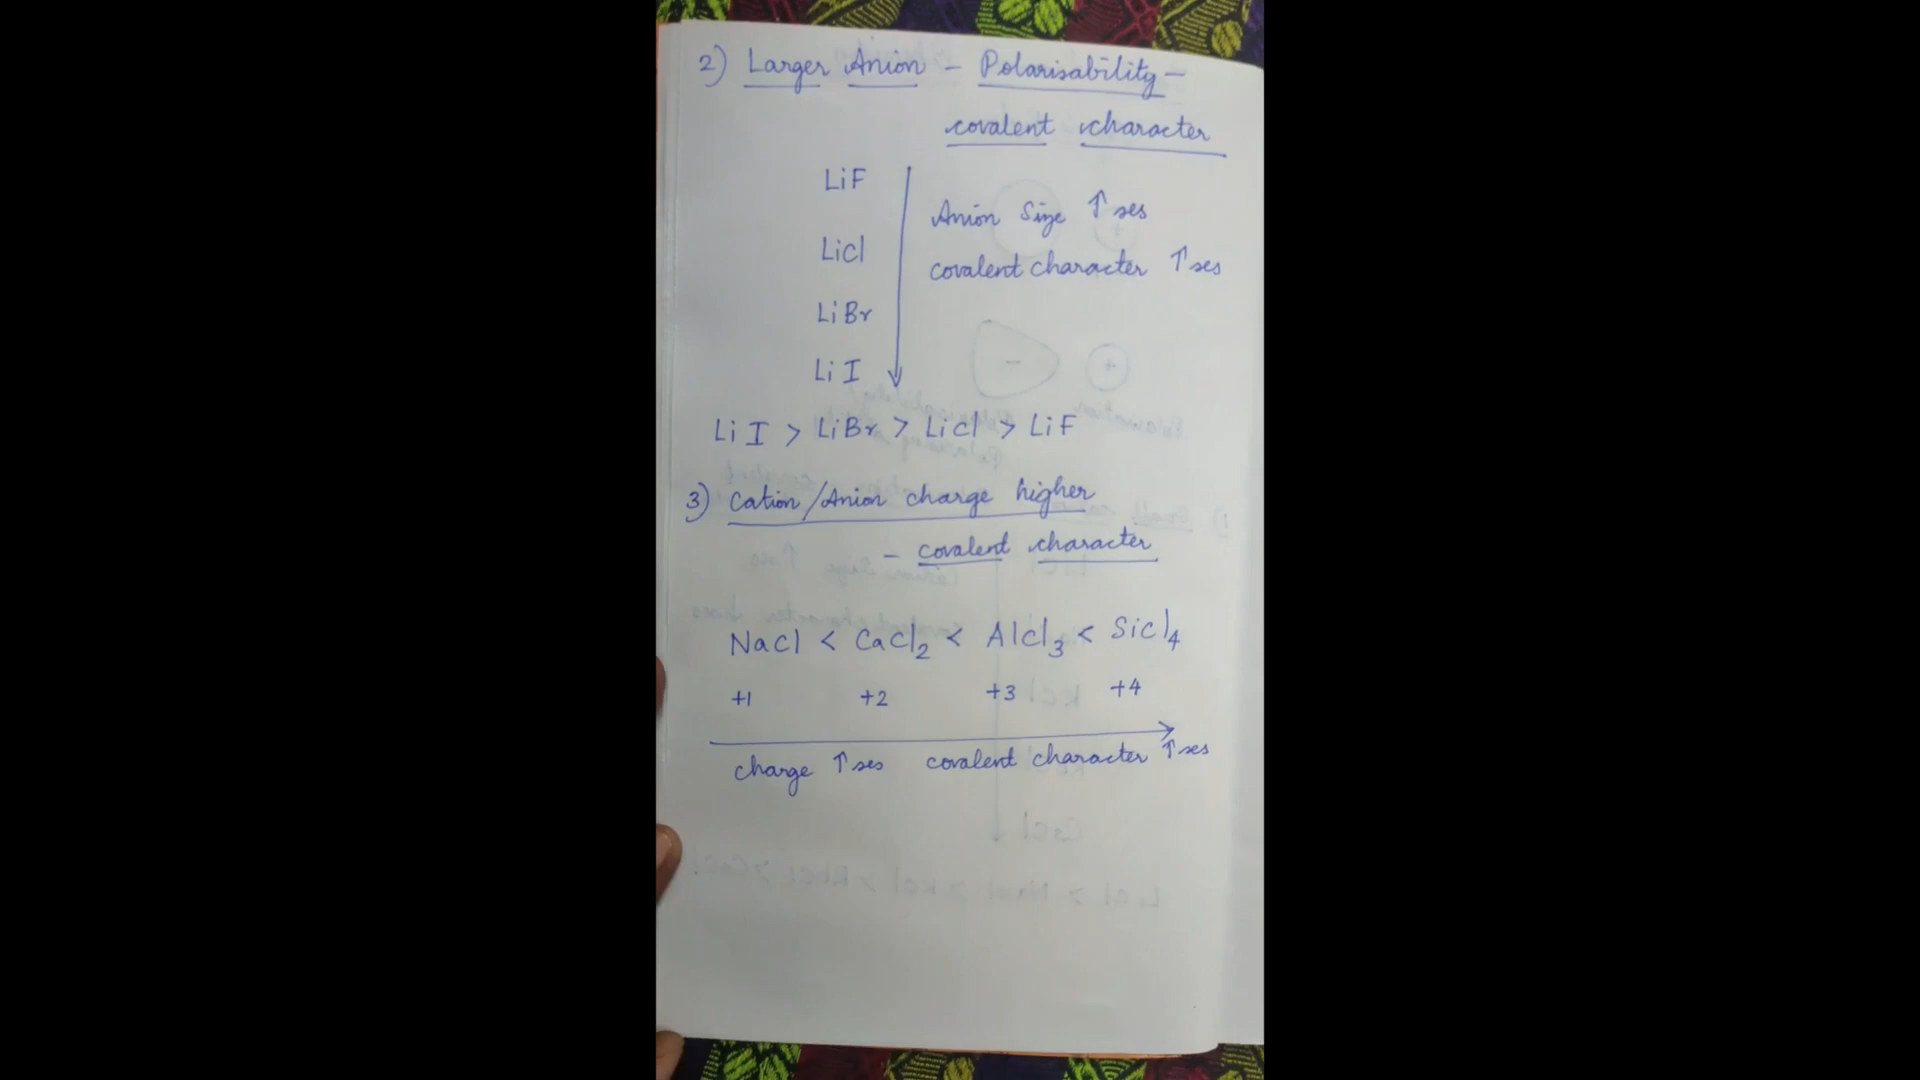 2) Larger Anion - Polarisability -
covalent character
LiF
Anion Size ↑ses
LiCl
covalent character ↑ses
LiBr
LiI
LiI > LiBr > LiCl > LiF
3) Cation/Anion charge higher
- covalent character
NaCl < CaCl₂ < AlCl₃ < SiCl₄
+1 +2 +3 +4
charge ↑ses covalent character ↑ses